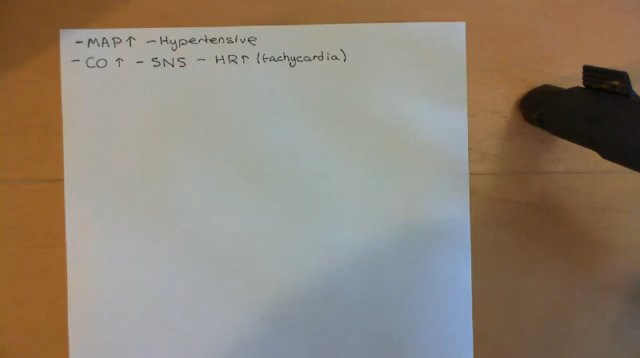 - MAP↑ - Hypertensive
- CO ↑ - SNS - HR↑ (tachycardia)